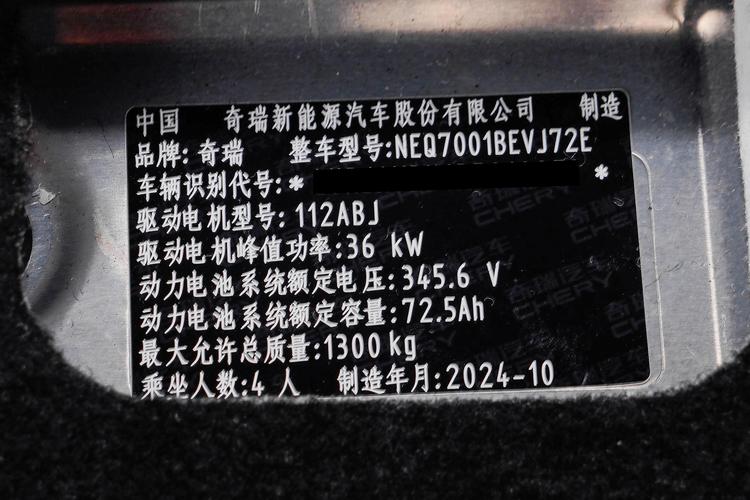 中国 奇瑞新能源汽车股份有限公司 制造
品牌: 奇瑞 整车型号:NEQ7001BEVJ72E
车辆识别代号:* *
驱动电机型号: 112ABJ
驱动电机峰值功率:36 kW
动力电池系统额定电压:345.6 V
动力电池系统额定容量:72.5Ah
最大允许总质量:1300kg
乘坐人数:4 人 制造年月:2024-10